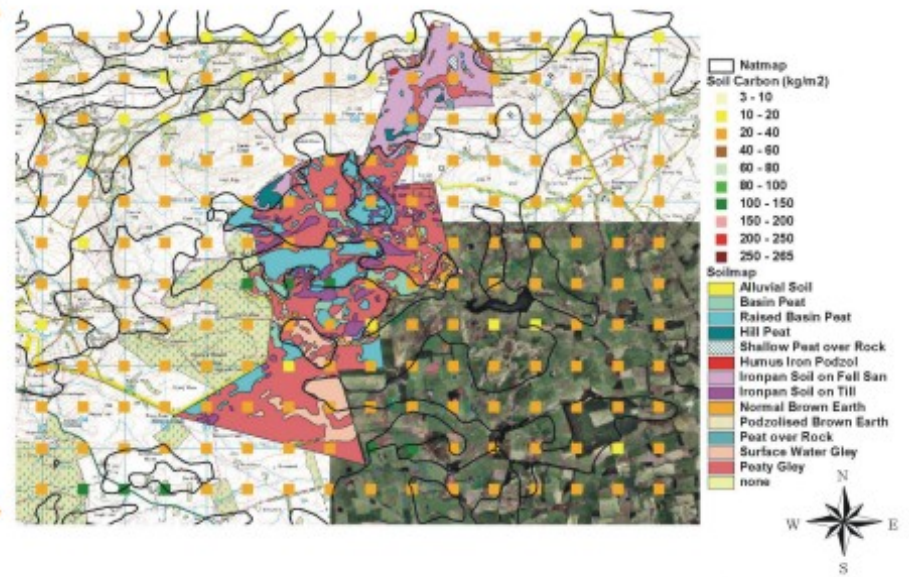 Natmap
Soil Carbon (kg/m2)
3 - 10
10 - 20
20 - 40
40 - 60
60 - 80
80 - 100
100 - 150
150 - 200
200 - 250
250 - 265
Soilmap
Alluvial Soil
Basin Peat
Raised Basin Peat
Hill Peat
Shallow Peat over Rock
Humus Iron Podzol
Ironpan Soil on Fell San
Ironpan Soil on Till
Normal Brown Earth
Podzolised Brown Earth
Peat over Rock
Surface Water Gley
Peaty Gley
none
N
W E
S